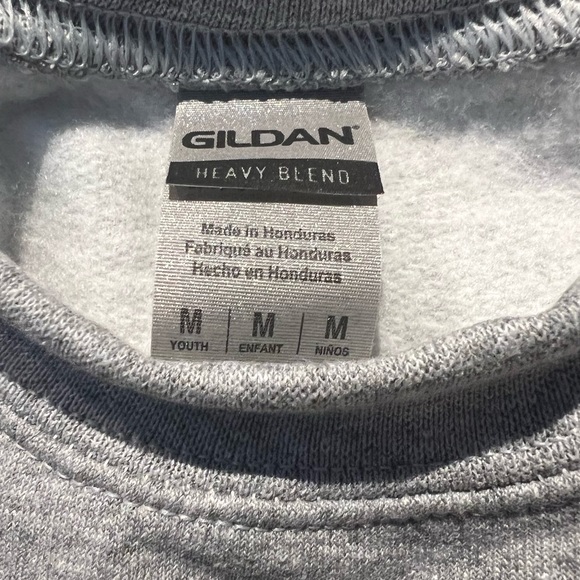 GILDAN®
HEAVY BLEND
Made in Honduras
Fabriqué au Honduras
Hecho en Honduras
M M M
YOUTH ENFANT NIÑOS